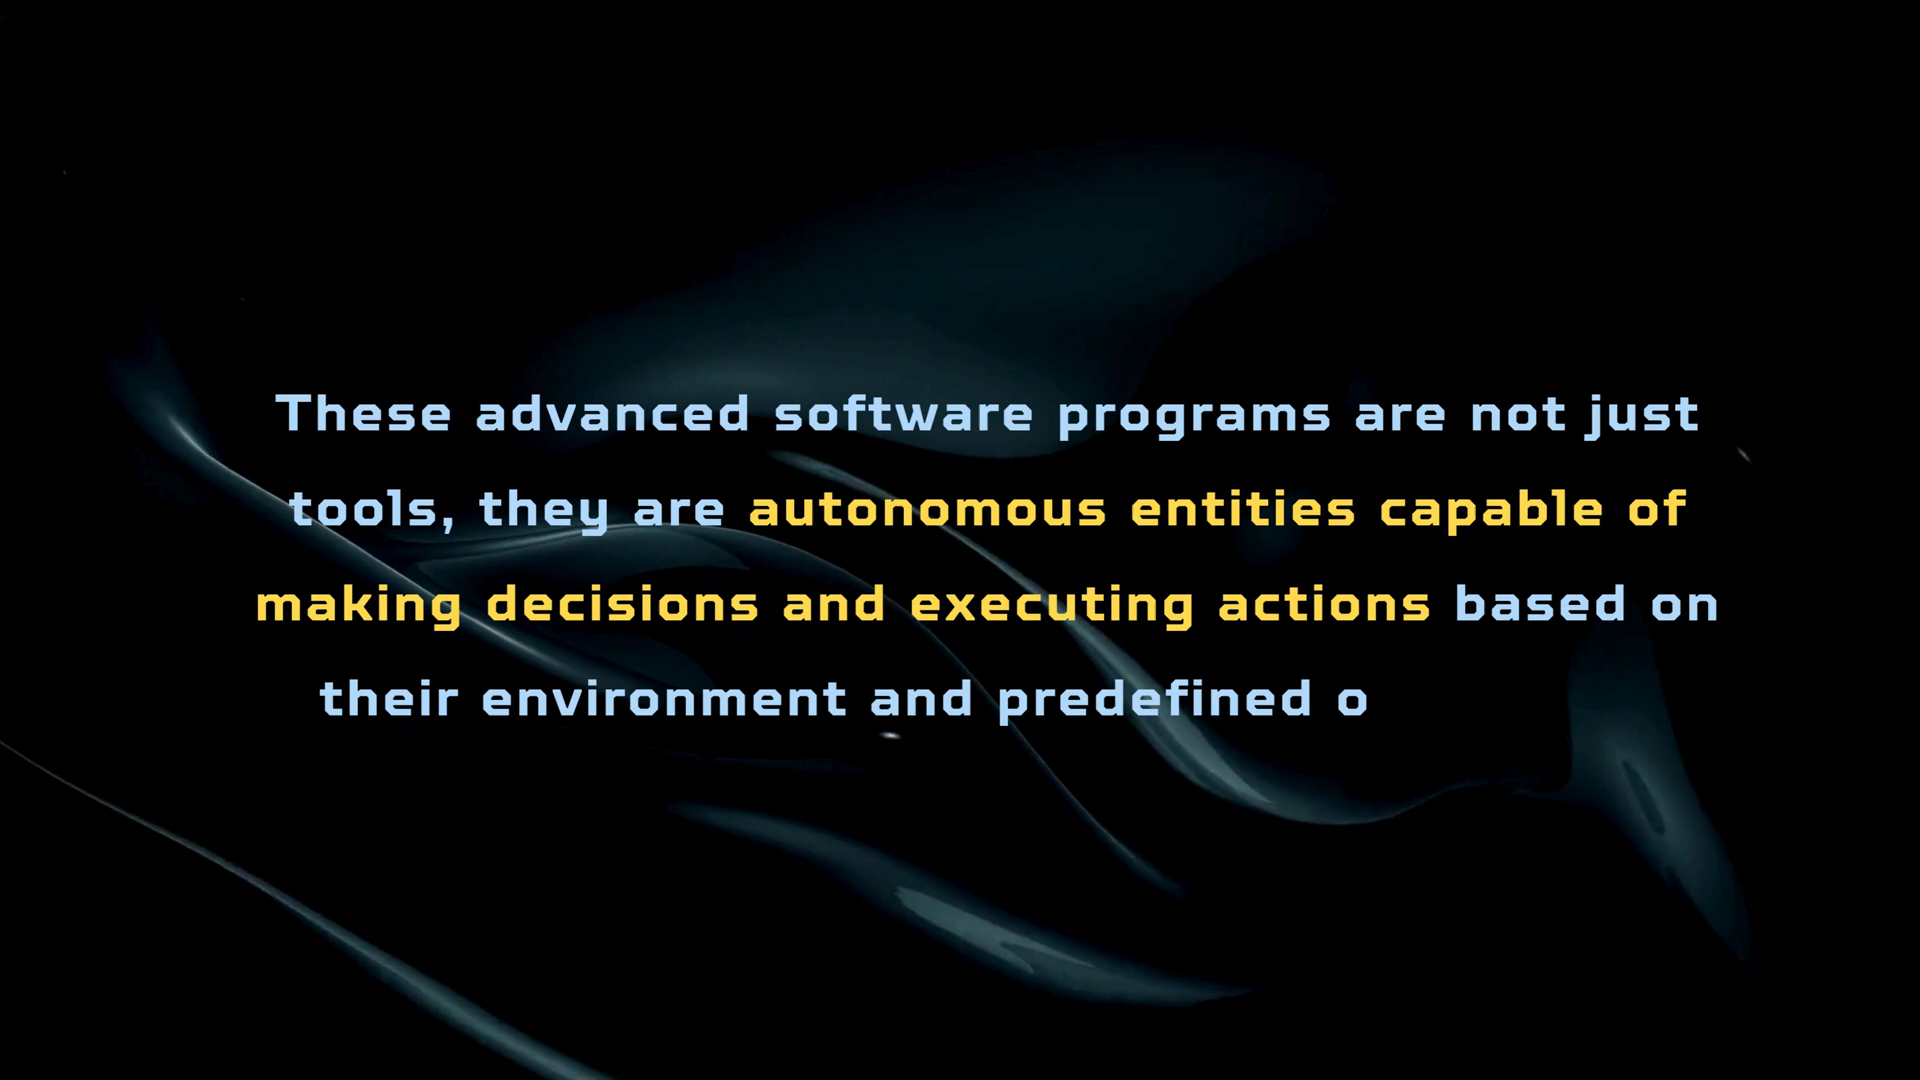 These advanced software programs are not just
tools, they are autonomous entities capable of
making decisions and executing actions based on
their environment and predefined o